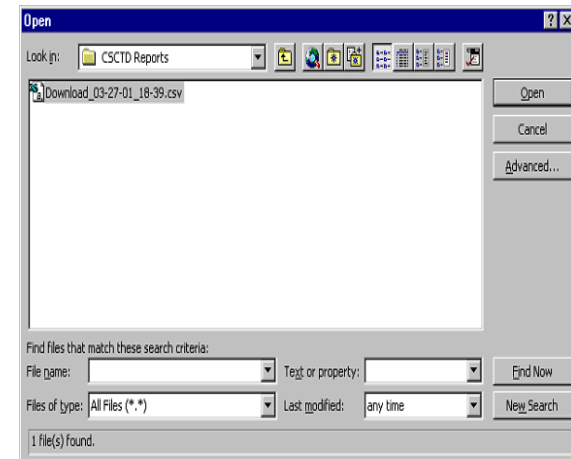 Open
Look in: CSCTD Reports
Download_03-27-01_18-39.csv
Open
Cancel
Advanced...
Find files that match these search criteria:
File name: Text or property: Find Now
Files of type: All Files (*.*) Last modified: any time New Search
1 file(s) found.